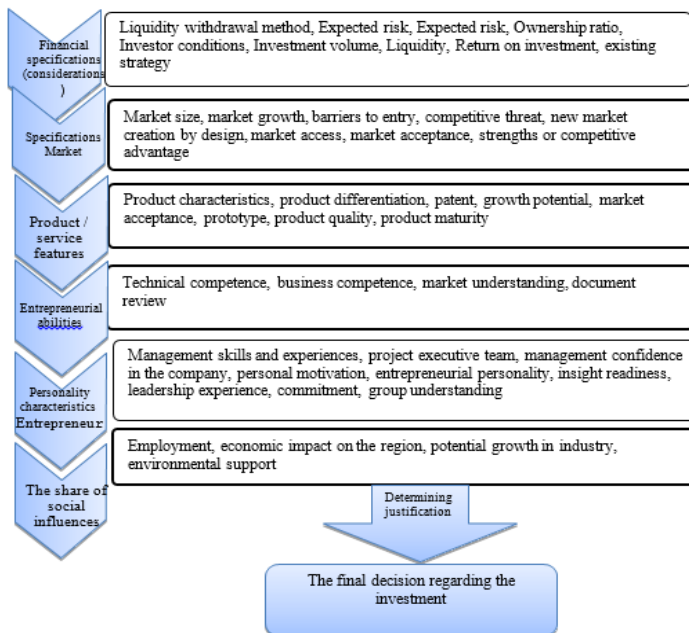 Financial
specifications
(considerations
)
Liquidity withdrawal method, Expected risk, Expected risk, Ownership ratio,
Investor conditions, Investment volume, Liquidity, Return on investment, existing
strategy
Specifications
Market
Market size, market growth, barriers to entry, competitive threat, new market
creation by design, market access, market acceptance, strengths or competitive
advantage
Product /
service
features
Product characteristics, product differentiation, patent, growth potential, market
acceptance, prototype, product quality, product maturity
Entrepreneurial
abilities
Technical competence, business competence, market understanding, document
review
Personality
characteristics
Entrepreneur
Management skills and experiences, project executive team, management confidence
in the company, personal motivation, entrepreneurial personality, insight readiness,
leadership experience, commitment, group understanding
The share of
social
influences
Employment, economic impact on the region, potential growth in industry,
environmental support
Determining
justification
The final decision regarding the
investment